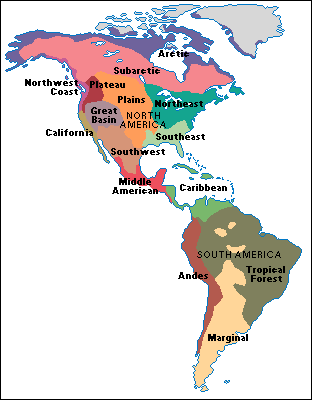 Arctic
Subarctic
Northwest
Coast
Plateau
Plains
Northeast
Great
Basin
NORTH
AMERICA
California
Southeast
Southwest
Middle
American
Caribbean
SOUTH AMERICA
Andes
Tropical
Forest
Marginal